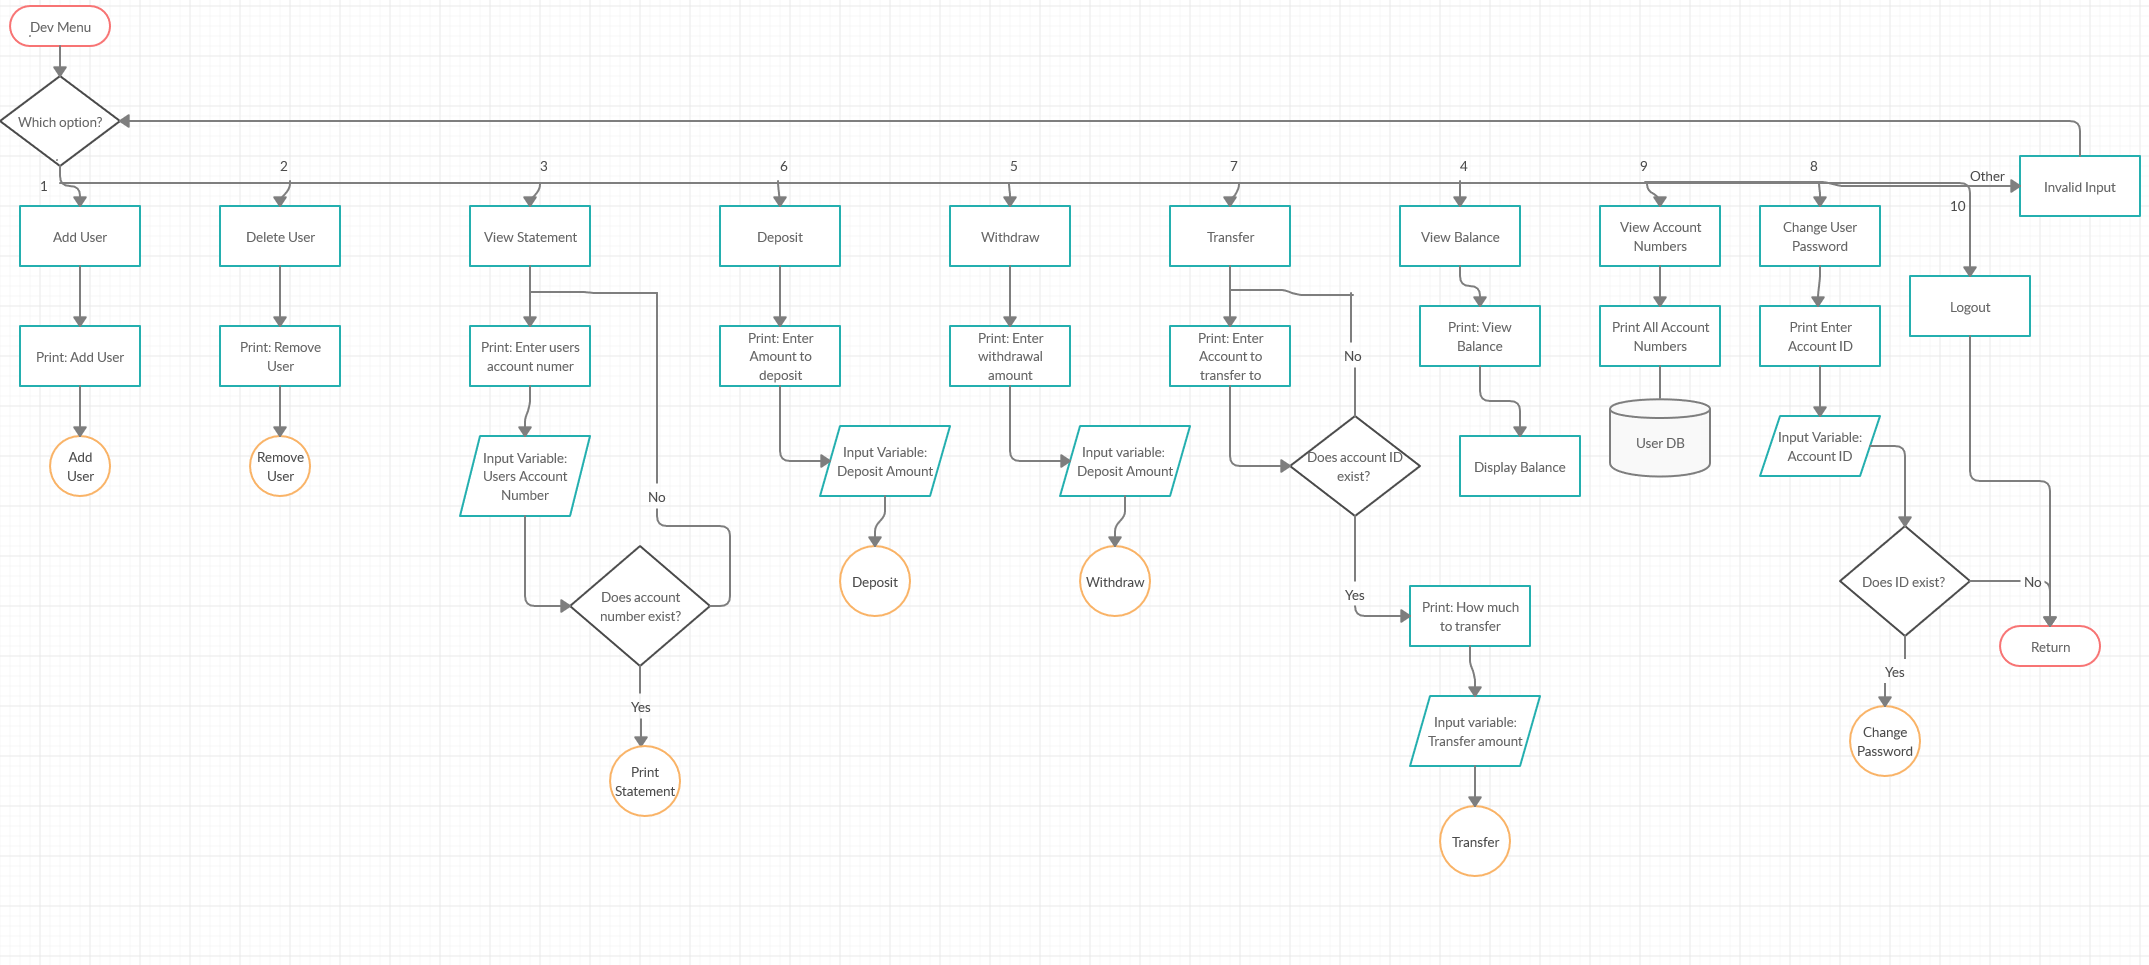 Dev Menu
Which option?
1
2
3
6
5
7
4
9
8
Other
10
Invalid Input
Add User
Delete User
View Statement
Deposit
Withdraw
Transfer
View Balance
View Account
Numbers
Change User
Password
Logout
Print: Add User
Print: Remove
User
Print: Enter users
account numer
Print: Enter
Amount to
deposit
Print: Enter
withdrawal
amount
Print: Enter
Account to
transfer to
No
Print: View
Balance
Print All Account
Numbers
Print Enter
Account ID
Add
User
Remove
User
Input Variable:
Users Account
Number
No
Input Variable:
Deposit Amount
Input variable:
Deposit Amount
Does account ID
exist?
Display Balance
User DB
Input Variable:
Account ID
Does account
number exist?
Deposit
Withdraw
Yes
Print: How much
to transfer
Does ID exist?
No
Return
Yes
Print
Statement
Input variable:
Transfer amount
Yes
Change
Password
Transfer